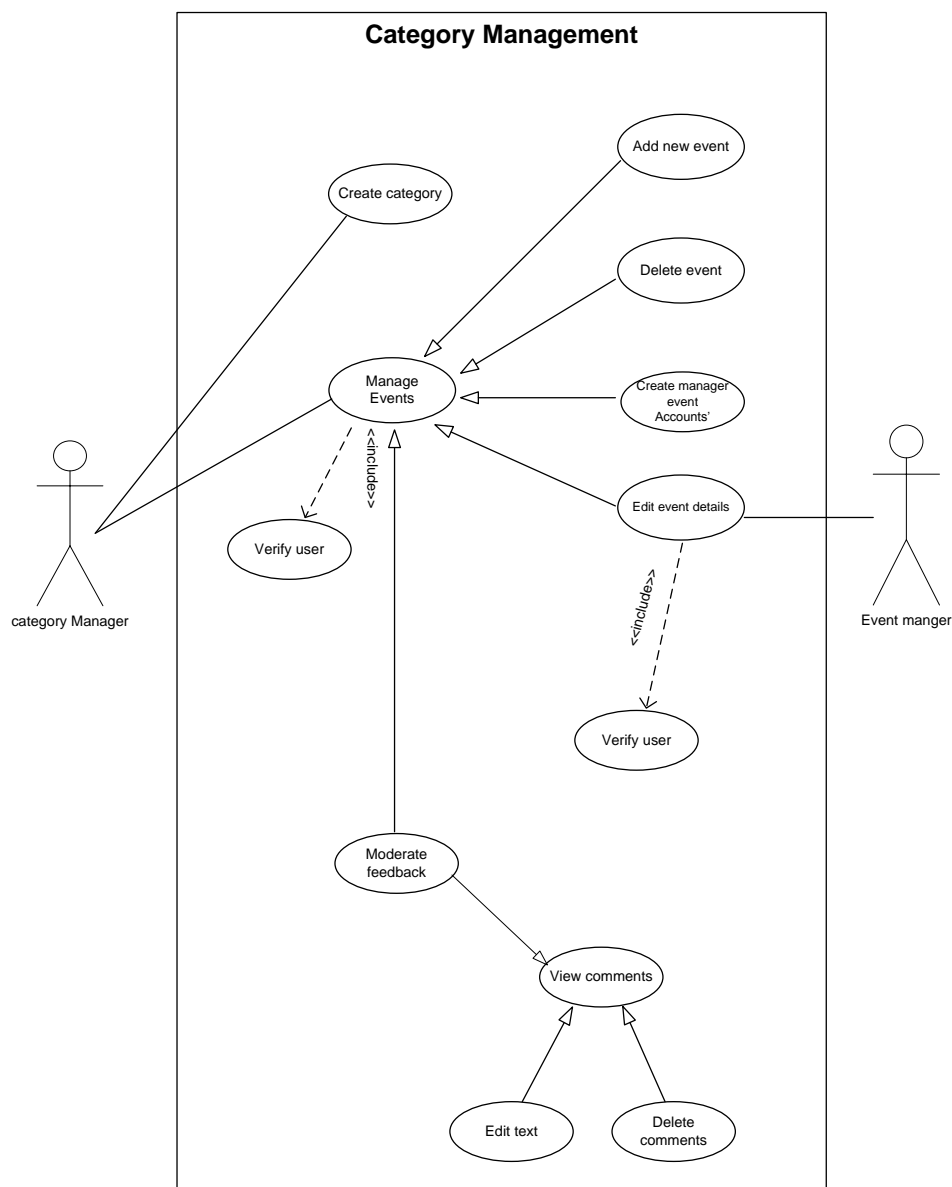 Category Management
Add new event
Create category
Delete event
Manage
Events
Create manager
event
Accounts'
<<include>>
Edit event details
Verify user
<<include>>
category Manager
Event manger
Verify user
Moderate
feedback
View comments
Edit text
Delete
comments